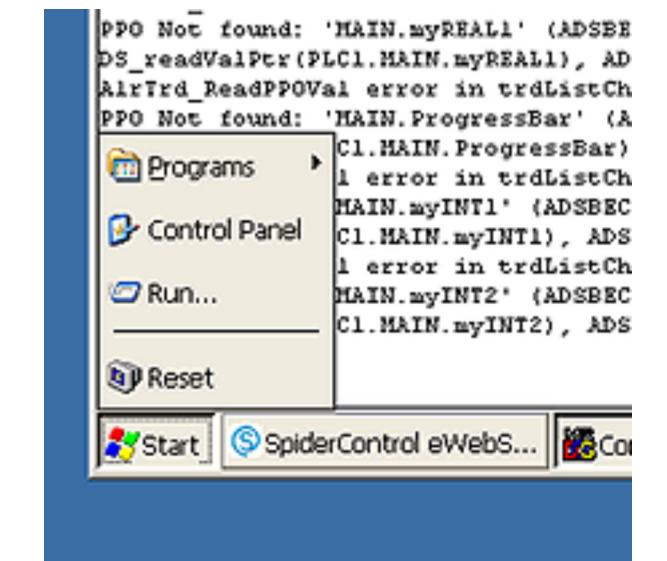 PPO Not found: 'MAIN.myREAL1' (ADSBE
DS_readValPtr(PLC1.MAIN.myREAL1), AD
AlrTrd_ReadPPOVal error in trdListCh
PPO Not found: 'MAIN.ProgressBar' (A
C1.MAIN.ProgressBar)
l error in trdListCh
MAIN.myINT1' (ADSBEC
C1.MAIN.myINT1), ADS
l error in trdListCh
MAIN.myINT2' (ADSBEC
C1.MAIN.myINT2), ADS
Programs
Control Panel
Run...
Reset
Start
SpiderControl eWebS...
Co